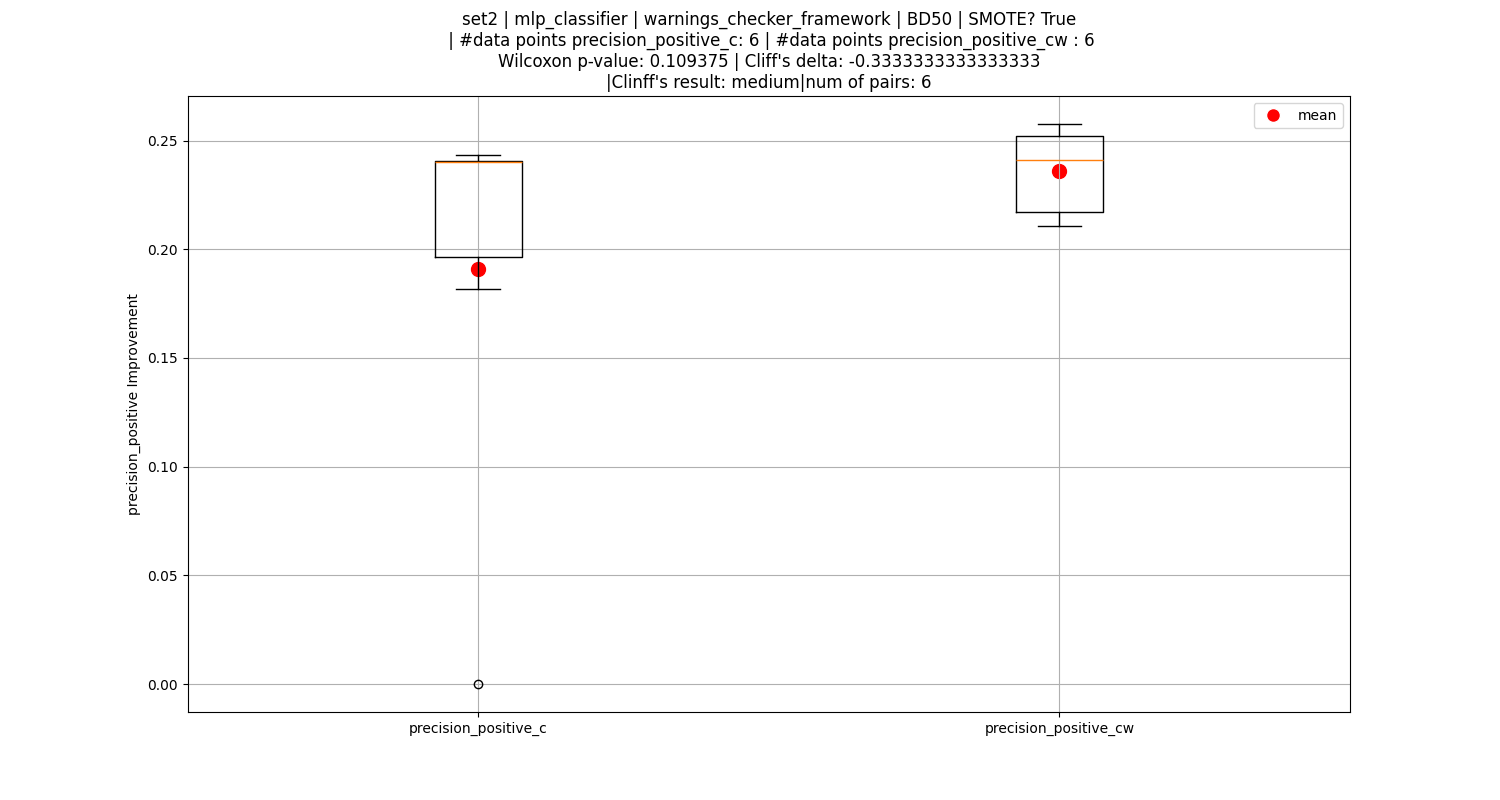 set2 | mlp_classifier | warnings_checker_framework | BD50 | SMOTE? True
| #data points precision_positive_c: 6 | #data points precision_positive_cw : 6
Wilcoxon p-value: 0.109375 | Cliff's delta: -0.3333333333333333
|Clinff's result: medium|num of pairs: 6
mean
0.25
0.20
0.15
0.10
0.05
0.00
precision_positive Improvement
precision_positive_c
precision_positive_cw